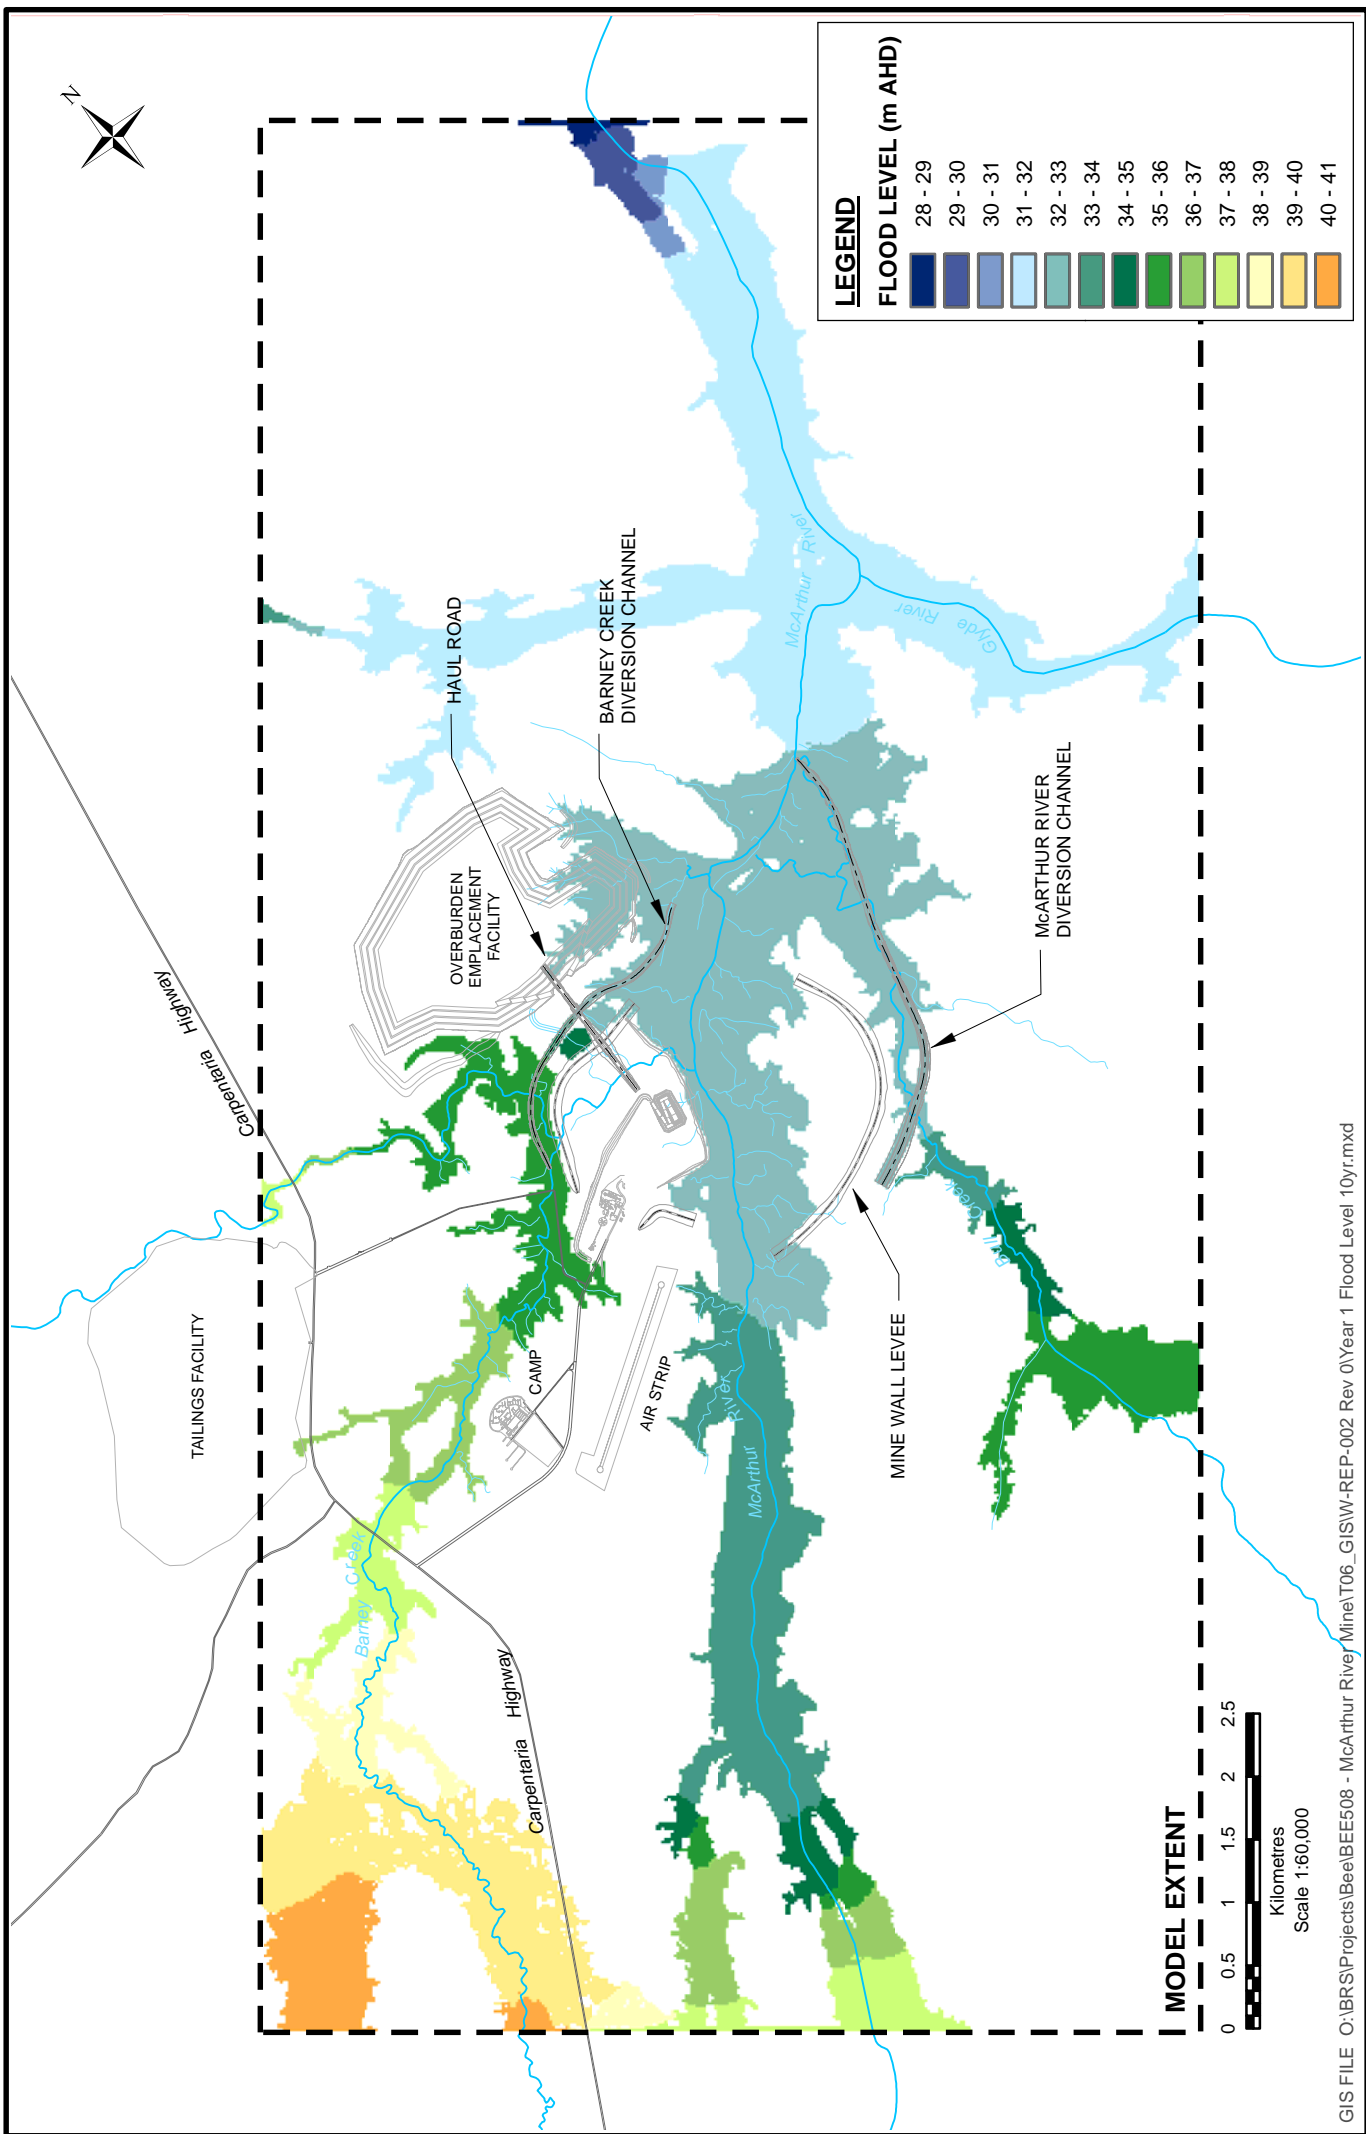 N
LEGEND
FLOOD LEVEL (m AHD)
28 - 29
29 - 30
30 - 31
31 - 32
32 - 33
33 - 34
34 - 35
35 - 36
36 - 37
37 - 38
38 - 39
39 - 40
40 - 41
HAUL ROAD
BARNEY CREEK
DIVERSION CHANNEL
OVERBURDEN
EMPLACEMENT
FACILITY
Carpentaria Highway
TAILINGS FACILITY
CAMP
AIR STRIP
McArthur River
Glyde River
McARTHUR RIVER
DIVERSION CHANNEL
MINE WALL LEVEE
Bull Creek
McArthur River
Barney Creek
Carpentaria Highway
MODEL EXTENT
0 0.5 1 1.5 2 2.5
Kilometres
Scale 1:60,000
GIS FILE O:\BRS\Projects\Bee\BEE508 - McArthur River Mine\T06_GIS\W-REP-002 Rev 0\Year 1 Flood Level 10yr.mxd